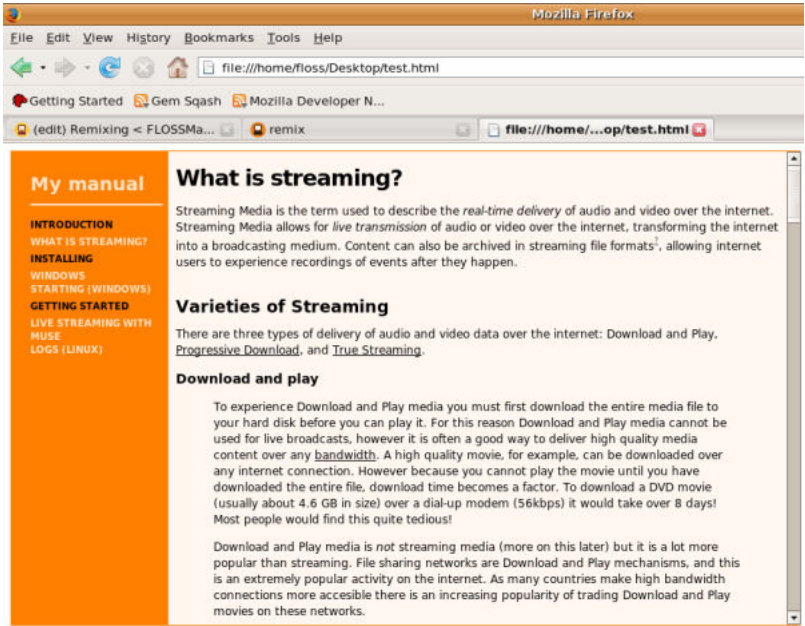 Mozilla Firefox
File Edit View History Bookmarks Tools Help
file:///home/floss/Desktop/test.html
Getting Started Gem Sqash Mozilla Developer N...
(edit) Remixing < FLOSSMa... remix file:///home/...op/test.html
My manual
INTRODUCTION
WHAT IS STREAMING?
INSTALLING
WINDOWS
STARTING (WINDOWS)
GETTING STARTED
LIVE STREAMING WITH
MUSE
LOGS (LINUX)
What is streaming?
Streaming Media is the term used to describe the real-time delivery of audio and video over the internet.
Streaming Media allows for live transmission of audio or video over the internet, transforming the internet
into a broadcasting medium. Content can also be archived in streaming file formats?, allowing internet
users to experience recordings of events after they happen.
Varieties of Streaming
There are three types of delivery of audio and video data over the internet: Download and Play,
Progressive Download, and True Streaming.
Download and play
To experience Download and Play media you must first download the entire media file to
your hard disk before you can play it. For this reason Download and Play media cannot be
used for live broadcasts, however it is often a good way to deliver high quality media
content over any bandwidth. A high quality movie, for example, can be downloaded over
any internet connection. However because you cannot play the movie until you have
downloaded the entire file, download time becomes a factor. To download a DVD movie
(usually about 4.6 GB in size) over a dial-up modem (56kbps) it would take over 8 days!
Most people would find this quite tedious!
Download and Play media is not streaming media (more on this later) but it is a lot more
popular than streaming. File sharing networks are Download and Play mechanisms, and this
is an extremely popular activity on the internet. As many countries make high bandwidth
connections more accesible there is an increasing popularity of trading Download and Play
movies on these networks.